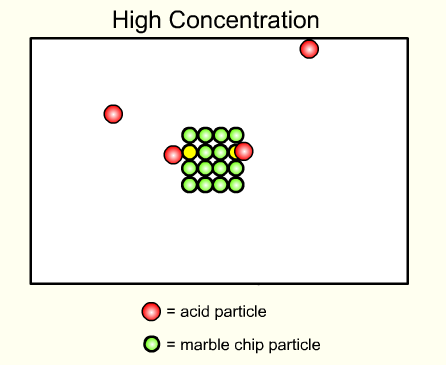 High Concentration
= acid particle
= marble chip particle